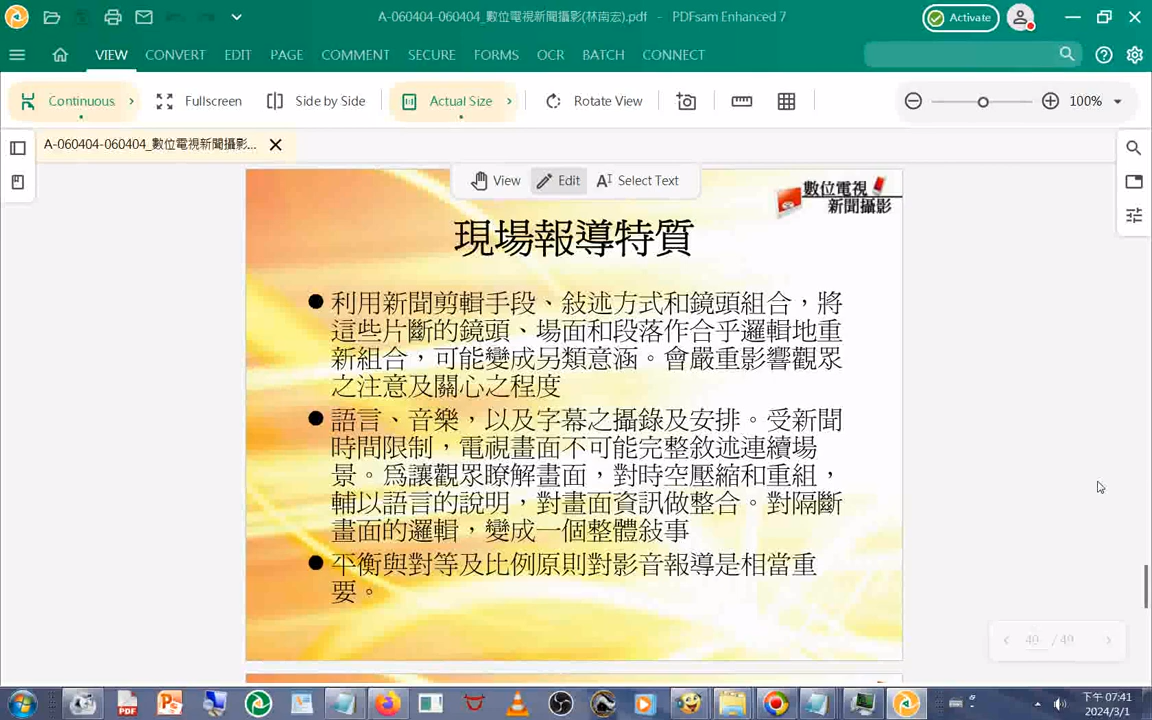 A-060404-060404_數位電視新聞攝影(林南宏).pdf - PDFsam Enhanced 7
Activate
VIEW CONVERT EDIT PAGE COMMENT SECURE FORMS OCR BATCH CONNECT
Continuous Fullscreen Side by Side Actual Size Rotate View 100%
A-060404-060404_數位電視新聞攝影...
View Edit Select Text
數位電視
新聞攝影
現場報導特質
●利用新聞剪輯手段、敍述方式和鏡頭組合，將
這些片斷的鏡頭、場面和段落作合乎邏輯地重
新組合，可能變成另類意涵。會嚴重影響觀眾
之注意及關心之程度
●語言、音樂，以及字幕之攝錄及安排。受新聞
時間限制，電視畫面不可能完整敘述連續場
景。爲讓觀眾瞭解畫面，對時空壓縮和重組，
輔以語言的說明，對畫面資訊做整合。對隔斷
畫面的邏輯，變成一個整體敍事
●平衡與對等及比例原則對影音報導是相當重
要。
40 / 49
PDF
下午 07:41
2024/3/1